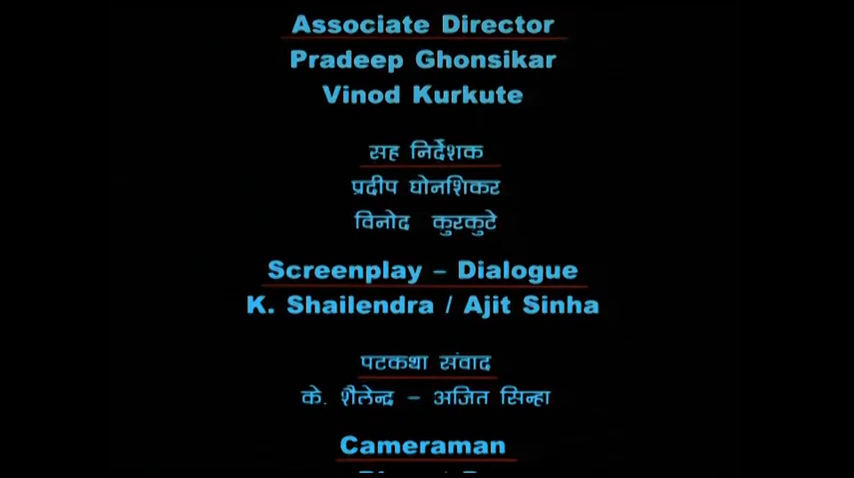 Associate Director
Pradeep Ghonsikar
Vinod Kurkute
सह निर्देशक
प्रदीप घोनशिकर
विनोद कुरकुटे
Screenplay – Dialogue
K. Shailendra / Ajit Sinha
पटकथा संवाद
के. शैलेन्द्र – अजित सिन्हा
Cameraman